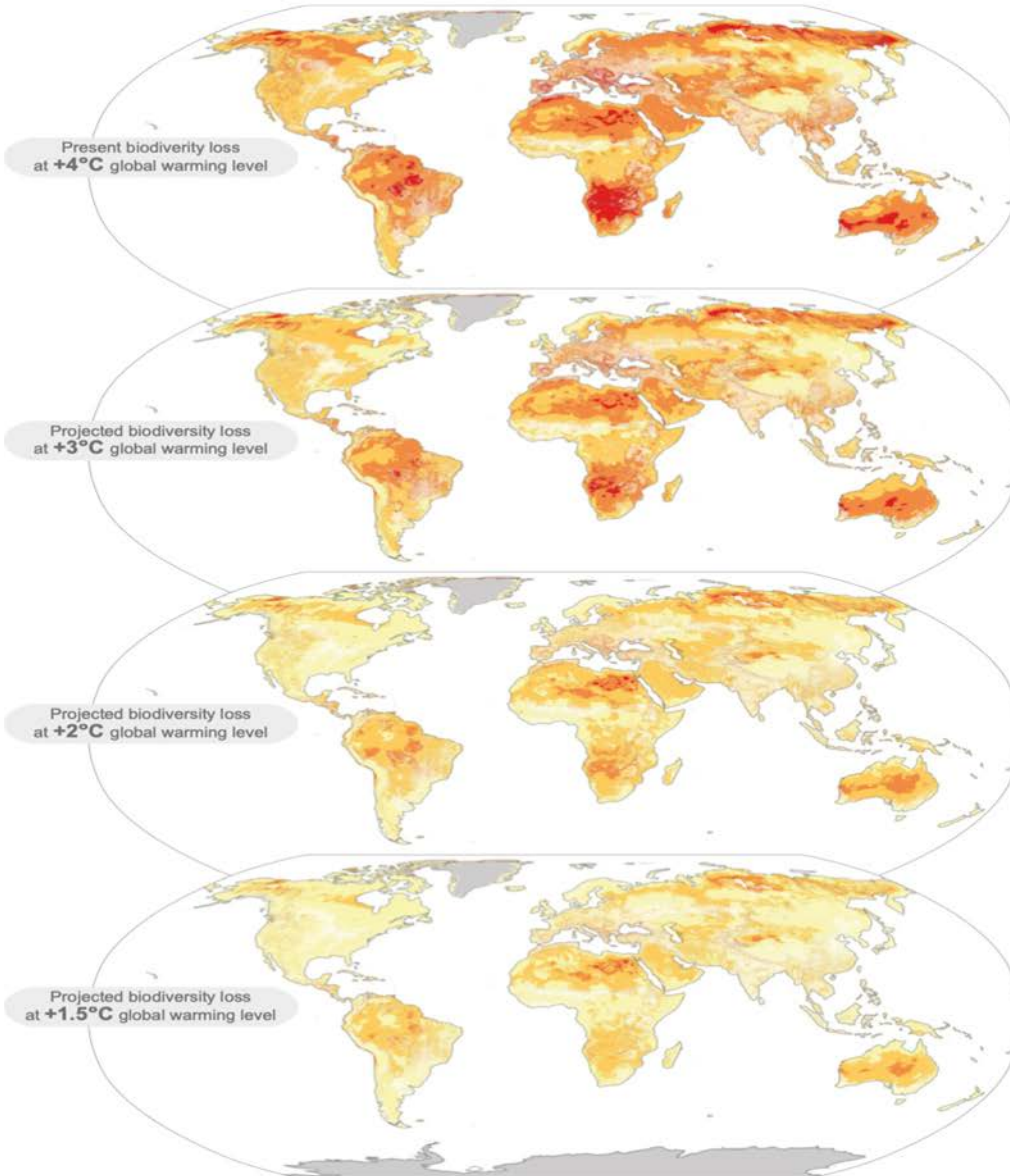 Present biodiverity loss
at +4°C global warming level
Projected biodiversity loss
at +3°C global warming level
Projected biodiversity loss
at +2°C global warming level
Projected biodiversity loss
at +1.5°C global warming level